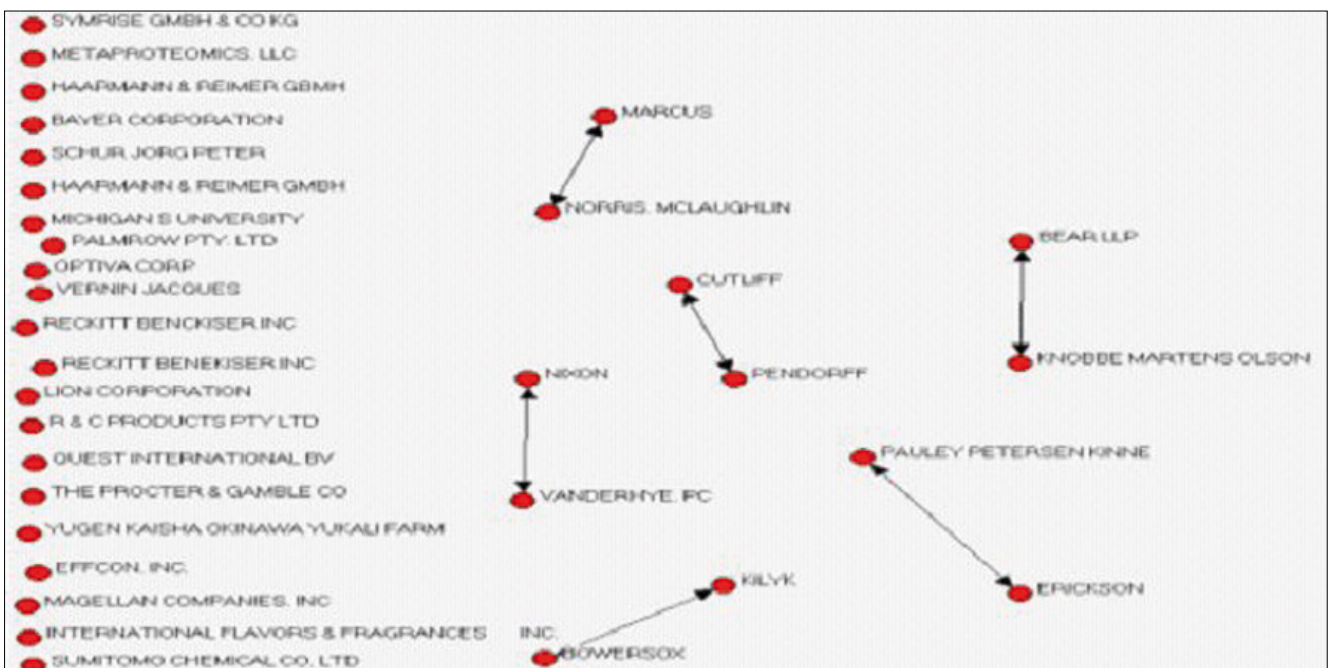 SYMRISE GMBH & CO KG
METAPROTEOMICS. LLC
HAARMANN & REIMER GBMH
BAYER CORPORATION
SCHUR JORG PETER
HAARMANN & REIMER GMBH
MICHIGAN S UNIVERSITY
PALMROW PTY. LTD
OPTIVA CORP
VERNIN JACQUES
RECKITT BENCKISER INC
RECKITT BENEKISER INC
LION CORPORATION
R & C PRODUCTS PTY LTD
QUEST INTERNATIONAL BV
THE PROCTER & GAMBLE CO
YUGEN KAISHA OKINAWA YUKALI FARM
EFFCON. INC.
MAGELLAN COMPANIES. INC
INTERNATIONAL FLAVORS & FRAGRANCES INC.
SUMITOMO CHEMICAL CO. LTD
MARCUS
NORRIS. MCLAUGHLIN
CUTLIFF
PENDORFF
NIXON
VANDERHYE. PC
KILYK
BOWERSOX
BEAR LLP
KNOBBE MARTENS OLSON
PAULEY PETERSEN KINNE
ERICKSON